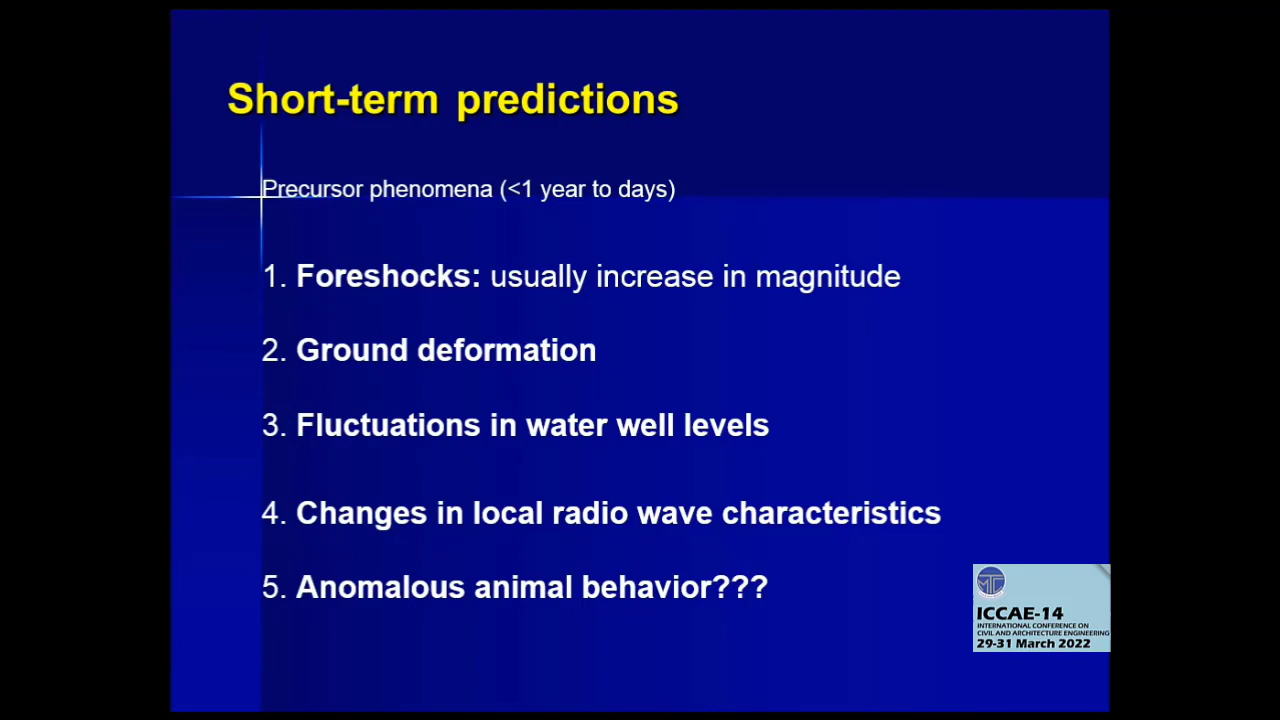 Short-term predictions
Precursor phenomena (<1 year to days)
1. Foreshocks: usually increase in magnitude
2. Ground deformation
3. Fluctuations in water well levels
4. Changes in local radio wave characteristics
5. Anomalous animal behavior???
MTC
ICCAE-14
INTERNATIONAL CONFERENCE ON
CIVIL AND ARCHITECTURE ENGINEERING
29-31 March 2022